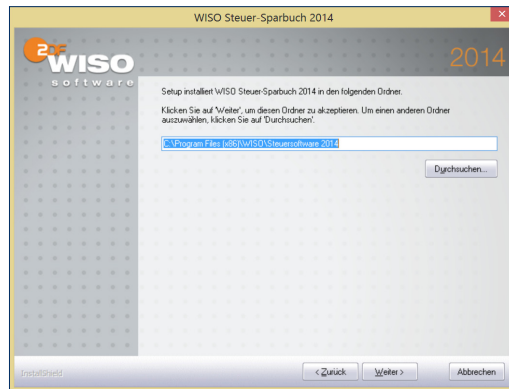 WISO Steuer-Sparbuch 2014
ZDF
WISO
software
2014
Setup installiert WISO Steuer-Sparbuch 2014 in den folgenden Ordner.
Klicken Sie auf 'Weiter', um diesen Ordner zu akzeptieren. Um einen anderen Ordner
auszuwählen, klicken Sie auf 'Durchsuchen'.
C:\Program Files (x86)\WISO\Steuersoftware 2014
Durchsuchen...
InstallShield
< Zurück
Weiter >
Abbrechen